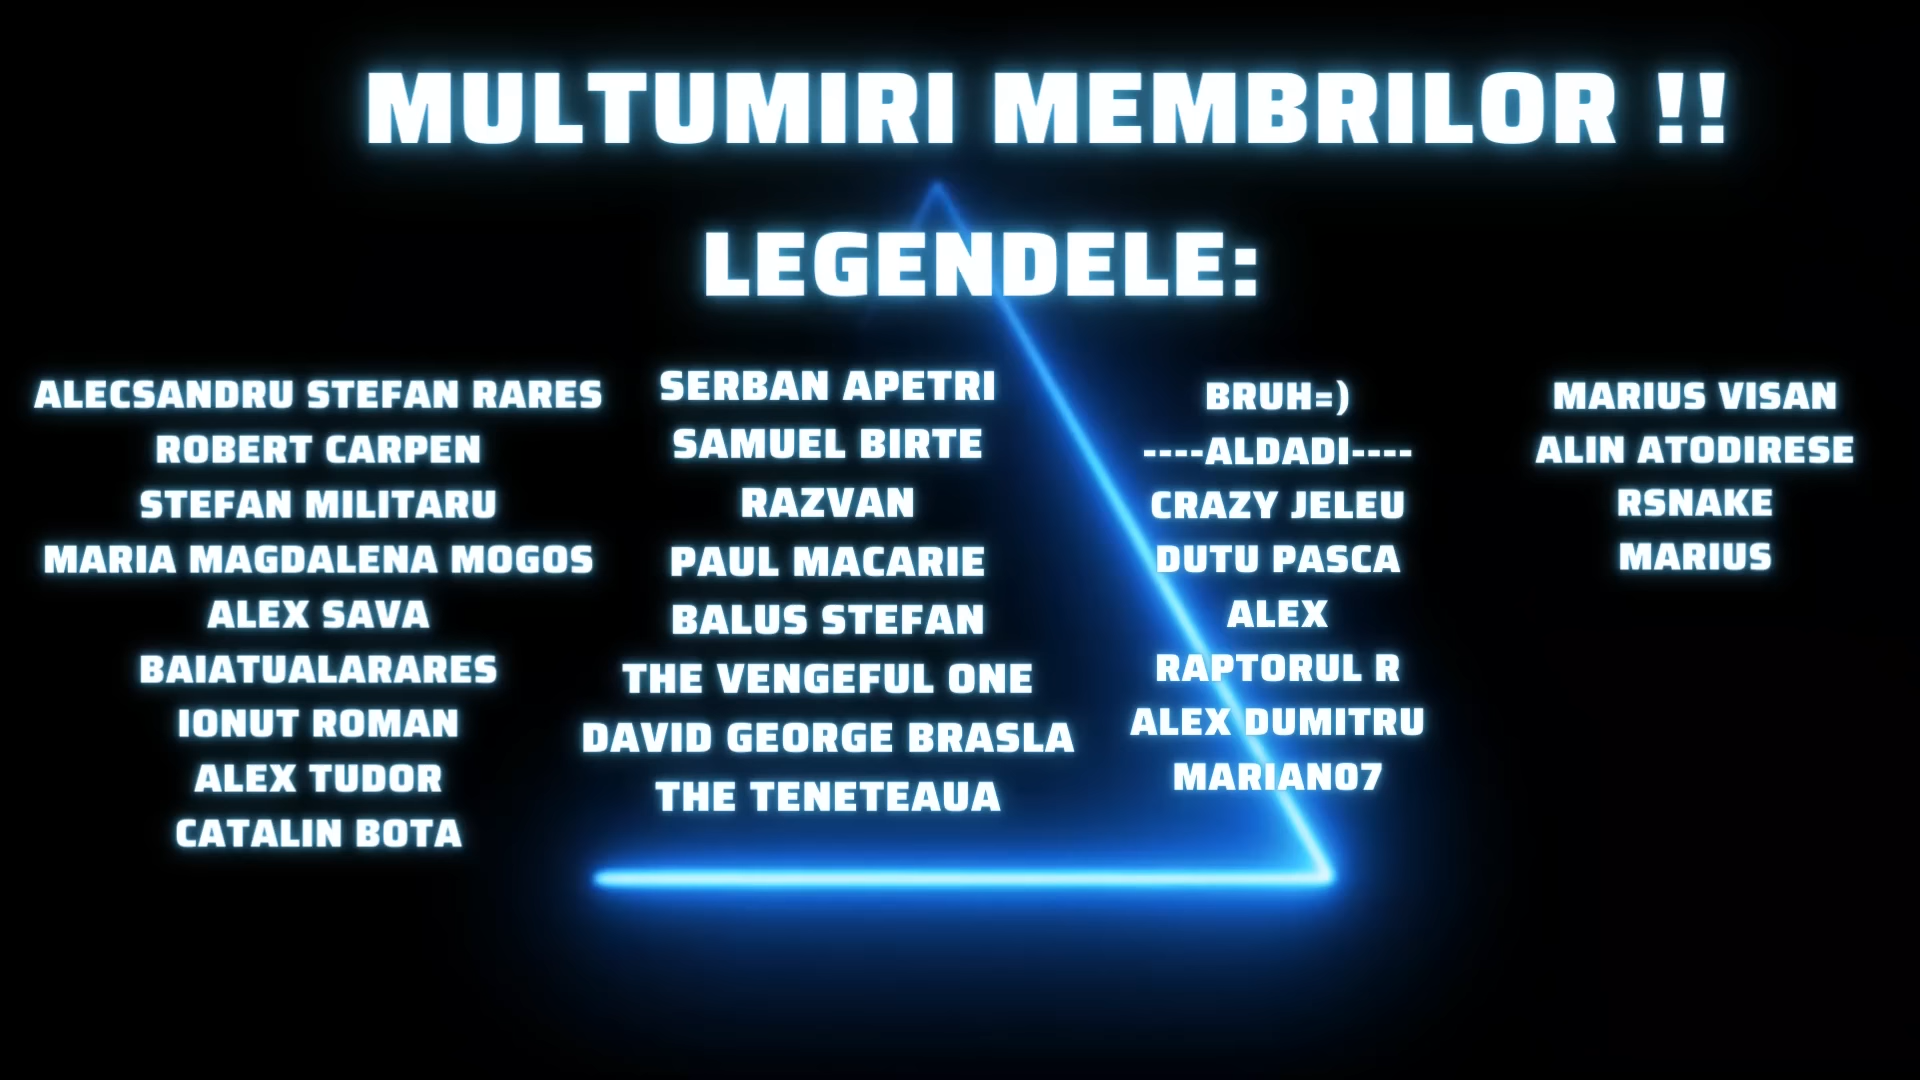 MULTUMIRI MEMBRILOR !!
LEGENDELE:
ALECSANDRU STEFAN RARES
ROBERT CARPEN
STEFAN MILITARU
MARIA MAGDALENA MOGOS
ALEX SAVA
BAIATUALARARES
IONUT ROMAN
ALEX TUDOR
CATALIN BOTA
SERBAN APETRI
SAMUEL BIRTE
RAZVAN
PAUL MACARIE
BALUS STEFAN
THE VENGEFUL ONE
DAVID GEORGE BRASLA
THE TENETEAUA
BRUH=)
----ALDADI----
CRAZY JELEU
DUTU PASCA
ALEX
RAPTORUL R
ALEX DUMITRU
MARIAN07
MARIUS VISAN
ALIN ATODIRESE
RSNAKE
MARIUS